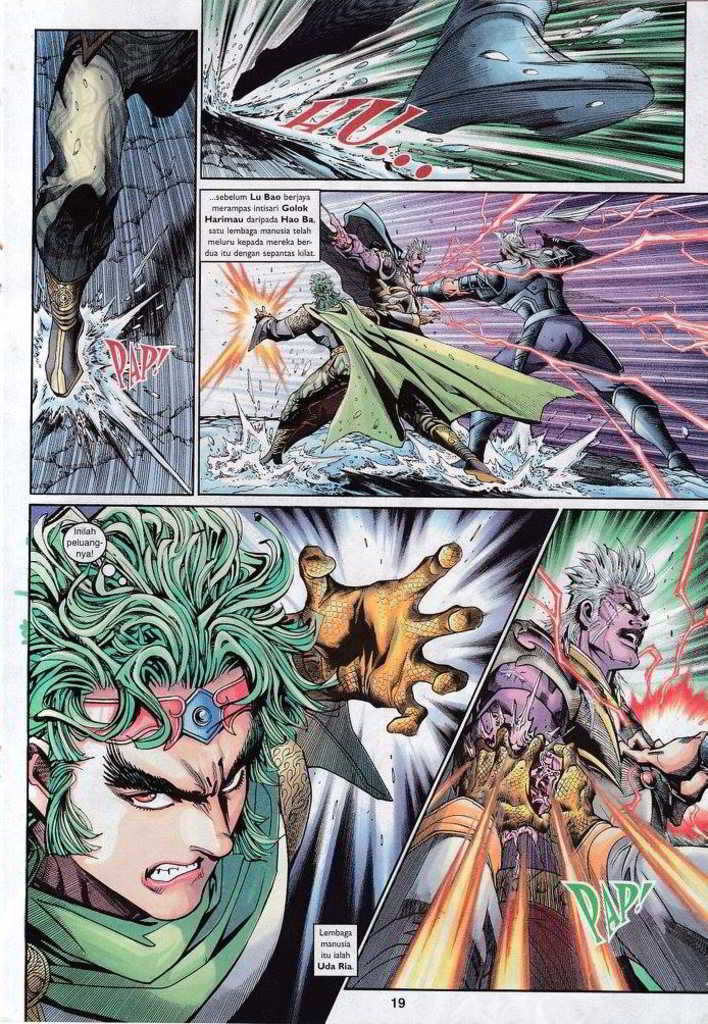 HU...
PAP!
...sebelum Lu Bao berjaya
merampas intisari Golok
Harimau daripada Hao Ba,
satu lembaga manusia telah
meluru kepada mereka ber-
dua itu dengan sepantas kilat.
Inilah
peluang-
nya!
Lembaga
manusia
itu ialah
Uda Ria.
PAP!
19